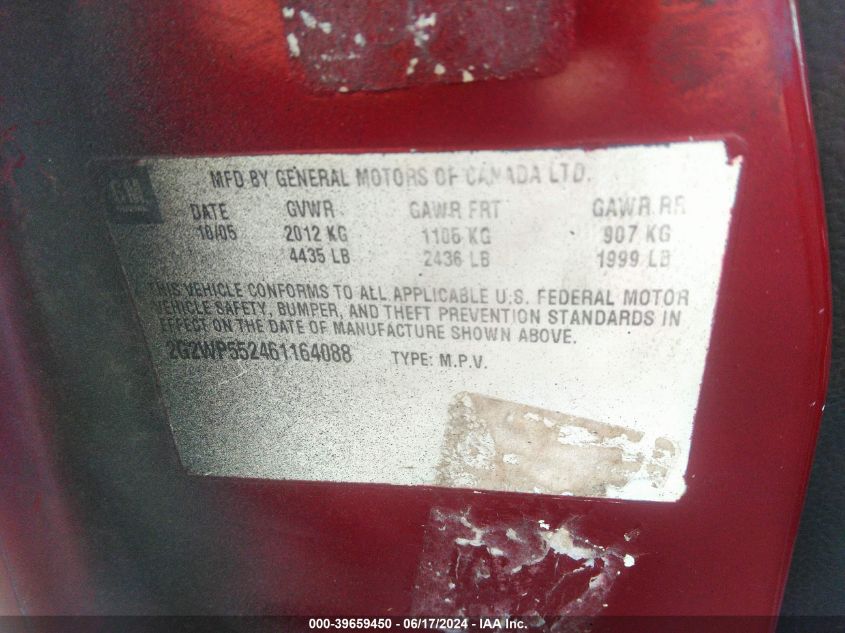 GM
MFD BY GENERAL MOTORS OF CANADA LTD.
DATE GVWR GAWR FRT GAWR RR
10/05 2012 KG 1105 KG 907 KG
4435 LB 2436 LB 1999 LB
THIS VEHICLE CONFORMS TO ALL APPLICABLE U.S. FEDERAL MOTOR
VEHICLE SAFETY, BUMPER, AND THEFT PREVENTION STANDARDS IN
EFFECT ON THE DATE OF MANUFACTURE SHOWN ABOVE.
2G2WP552461164088 TYPE: M.P.V.
000-39659450 - 06/17/2024 - IAA Inc.